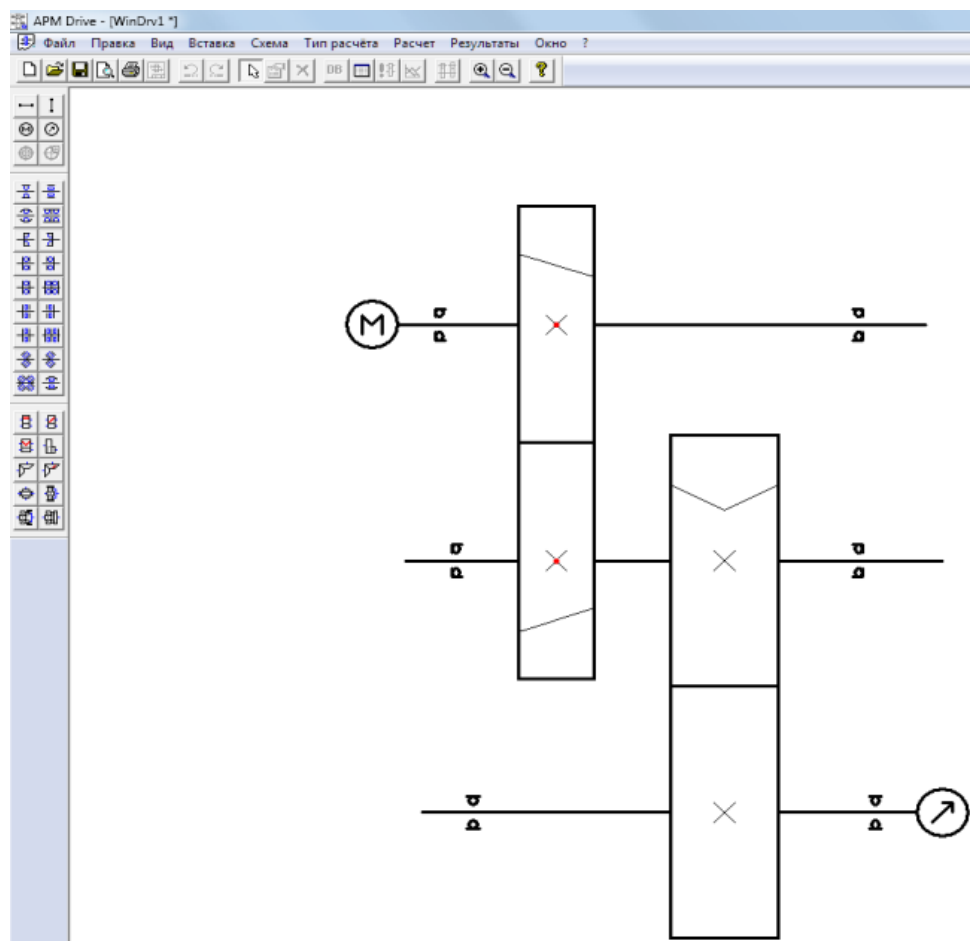 APM Drive - [WinDrv1 *]
Файл Правка Вид Вставка Схема Тип расчёта Расчет Результаты Окно ?
DB
M